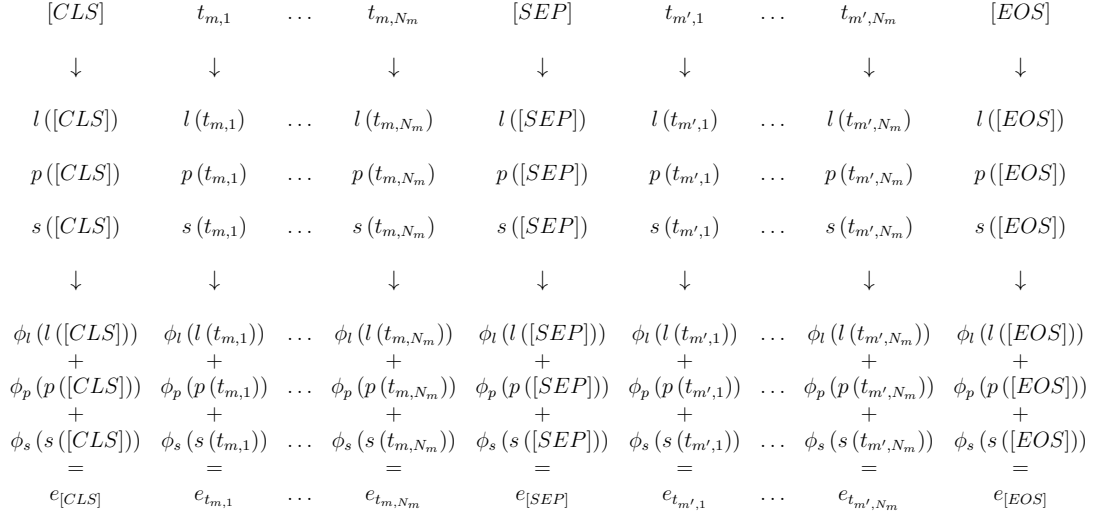 [CLS] t_{m,1} … t_{m,N_m} [SEP] t_{m',1} … t_{m',N_m} [EOS]
↓ ↓ ↓ ↓ ↓ ↓ ↓
l([CLS]) l(t_{m,1}) … l(t_{m,N_m}) l([SEP]) l(t_{m',1}) … l(t_{m',N_m}) l([EOS])
p([CLS]) p(t_{m,1}) … p(t_{m,N_m}) p([SEP]) p(t_{m',1}) … p(t_{m',N_m}) p([EOS])
s([CLS]) s(t_{m,1}) … s(t_{m,N_m}) s([SEP]) s(t_{m',1}) … s(t_{m',N_m}) s([EOS])
↓ ↓ ↓ ↓ ↓ ↓ ↓
ϕ_l(l([CLS])) ϕ_l(l(t_{m,1})) … ϕ_l(l(t_{m,N_m})) ϕ_l(l([SEP])) ϕ_l(l(t_{m',1})) … ϕ_l(l(t_{m',N_m})) ϕ_l(l([EOS]))
+ + + + + + +
ϕ_p(p([CLS])) ϕ_p(p(t_{m,1})) … ϕ_p(p(t_{m,N_m})) ϕ_p(p([SEP])) ϕ_p(p(t_{m',1})) … ϕ_p(p(t_{m',N_m})) ϕ_p(p([EOS]))
+ + + + + + +
ϕ_s(s([CLS])) ϕ_s(s(t_{m,1})) … ϕ_s(s(t_{m,N_m})) ϕ_s(s([SEP])) ϕ_s(s(t_{m',1})) … ϕ_s(s(t_{m',N_m})) ϕ_s(s([EOS]))
= = = = = = =
e_{[CLS]} e_{t_{m,1}} … e_{t_{m,N_m}} e_{[SEP]} e_{t_{m',1}} … e_{t_{m',N_m}} e_{[EOS]}